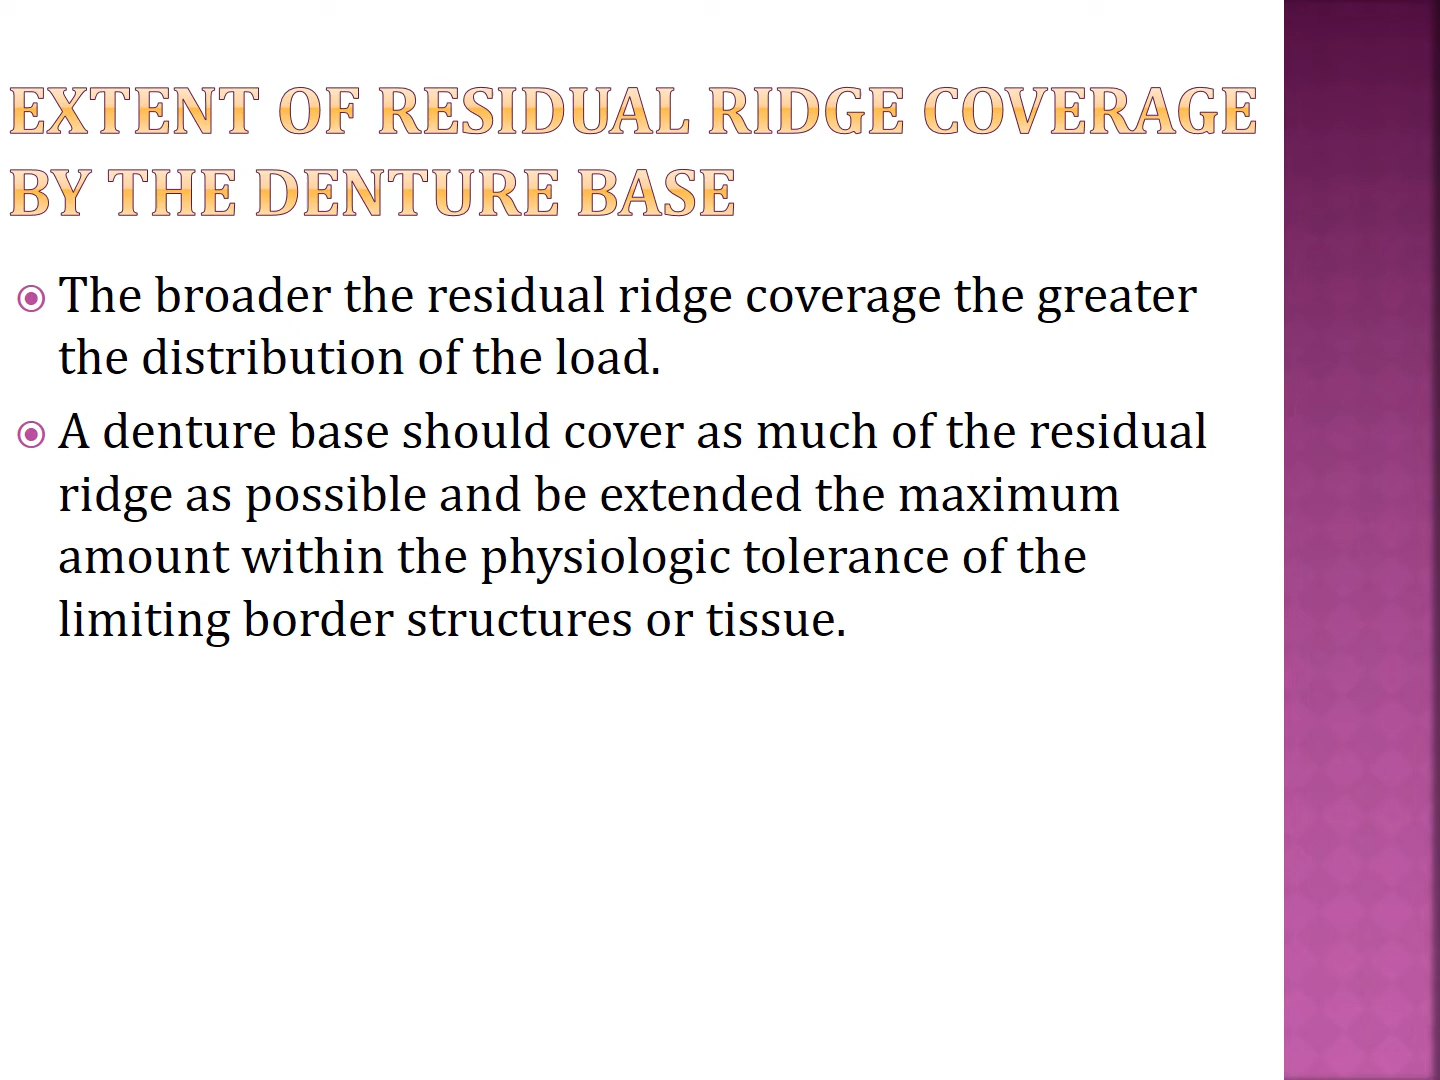 EXTENT OF RESIDUAL RIDGE COVERAGE
BY THE DENTURE BASE
The broader the residual ridge coverage the greater
the distribution of the load.
A denture base should cover as much of the residual
ridge as possible and be extended the maximum
amount within the physiologic tolerance of the
limiting border structures or tissue.